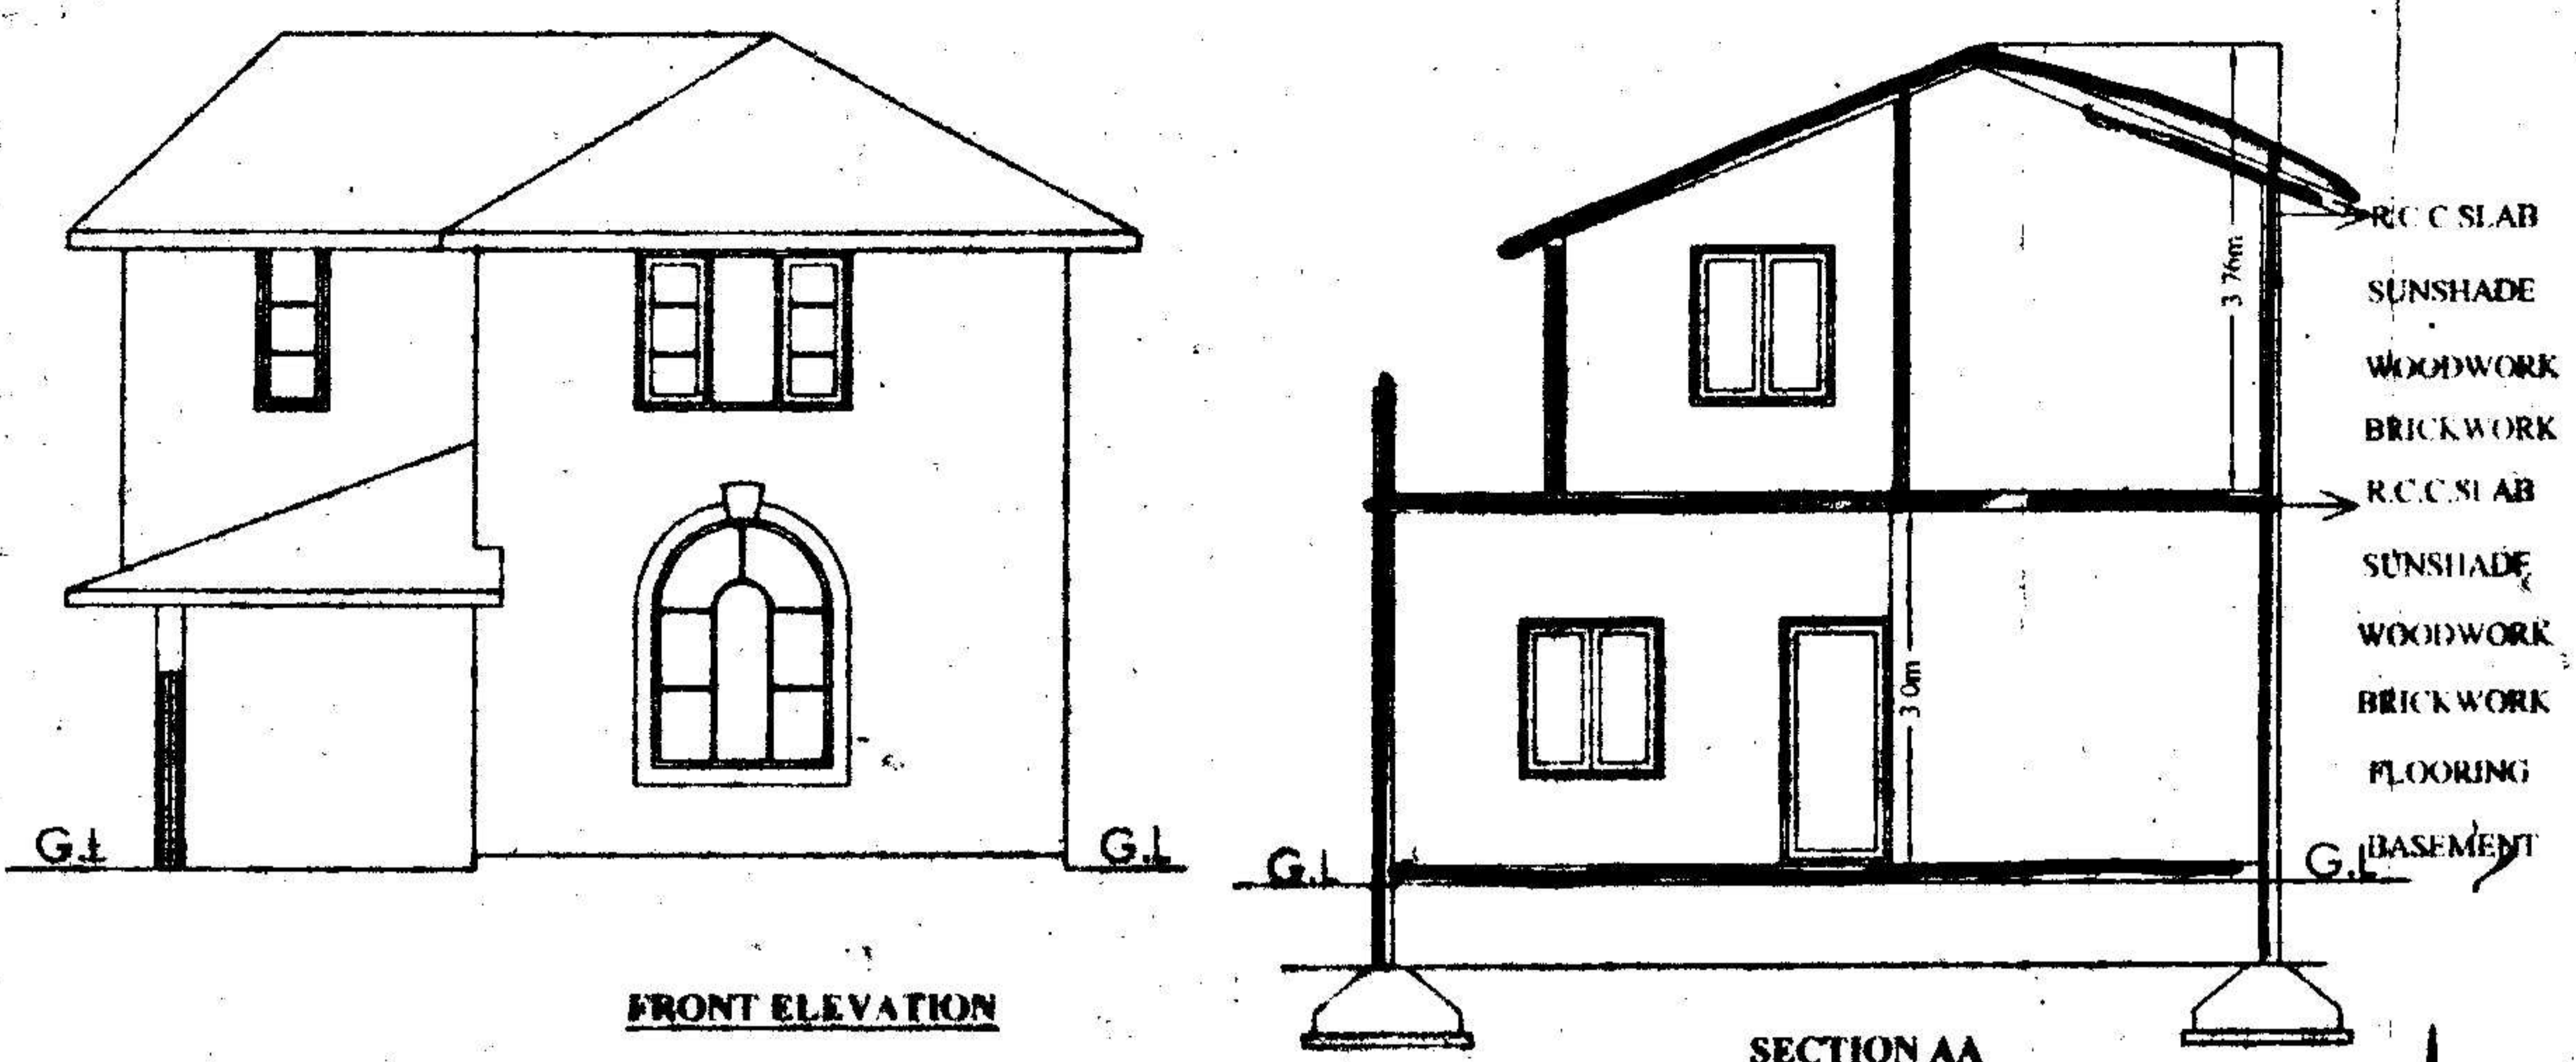 R.C.C SLAB
3.76m
SUNSHADE
WOODWORK
BRICKWORK
R.C.C.SLAB
SUNSHADE
WOODWORK
3.0m
BRICKWORK
FLOORING
G.L
G.L
G.L
G.L
BASEMENT
FRONT ELEVATION
SECTION AA